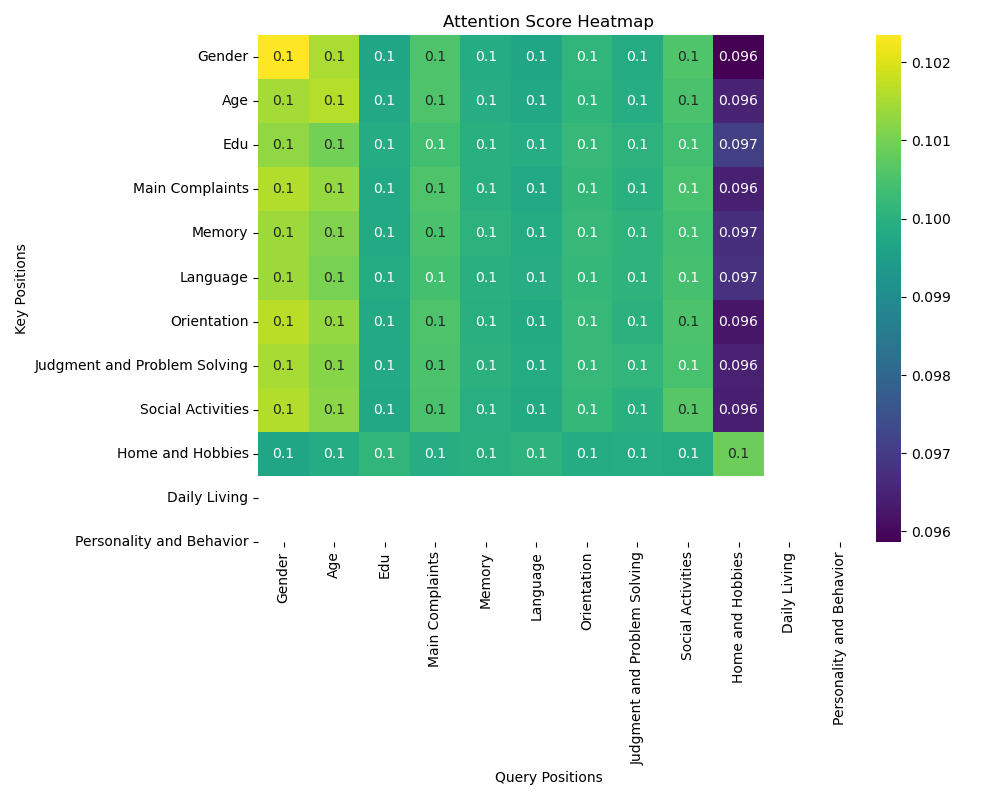 Attention Score Heatmap
Gender 0.1 0.1 0.1 0.1 0.1 0.1 0.1 0.1 0.1 0.096
Age 0.1 0.1 0.1 0.1 0.1 0.1 0.1 0.1 0.1 0.096
Edu 0.1 0.1 0.1 0.1 0.1 0.1 0.1 0.1 0.1 0.097
Main Complaints 0.1 0.1 0.1 0.1 0.1 0.1 0.1 0.1 0.1 0.096
Memory 0.1 0.1 0.1 0.1 0.1 0.1 0.1 0.1 0.1 0.097
Language 0.1 0.1 0.1 0.1 0.1 0.1 0.1 0.1 0.1 0.097
Orientation 0.1 0.1 0.1 0.1 0.1 0.1 0.1 0.1 0.1 0.096
Judgment and Problem Solving 0.1 0.1 0.1 0.1 0.1 0.1 0.1 0.1 0.1 0.096
Social Activities 0.1 0.1 0.1 0.1 0.1 0.1 0.1 0.1 0.1 0.096
Home and Hobbies 0.1 0.1 0.1 0.1 0.1 0.1 0.1 0.1 0.1 0.1
Daily Living
Personality and Behavior
Key Positions
Gender
Age
Edu
Main Complaints
Memory
Language
Orientation
Judgment and Problem Solving
Social Activities
Home and Hobbies
Daily Living
Personality and Behavior
Query Positions
0.102
0.101
0.100
0.099
0.098
0.097
0.096